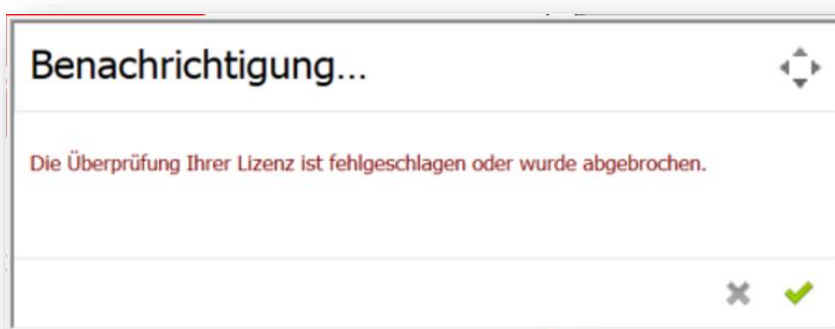 Benachrichtigung...
Die Überprüfung Ihrer Lizenz ist fehlgeschlagen oder wurde abgebrochen.